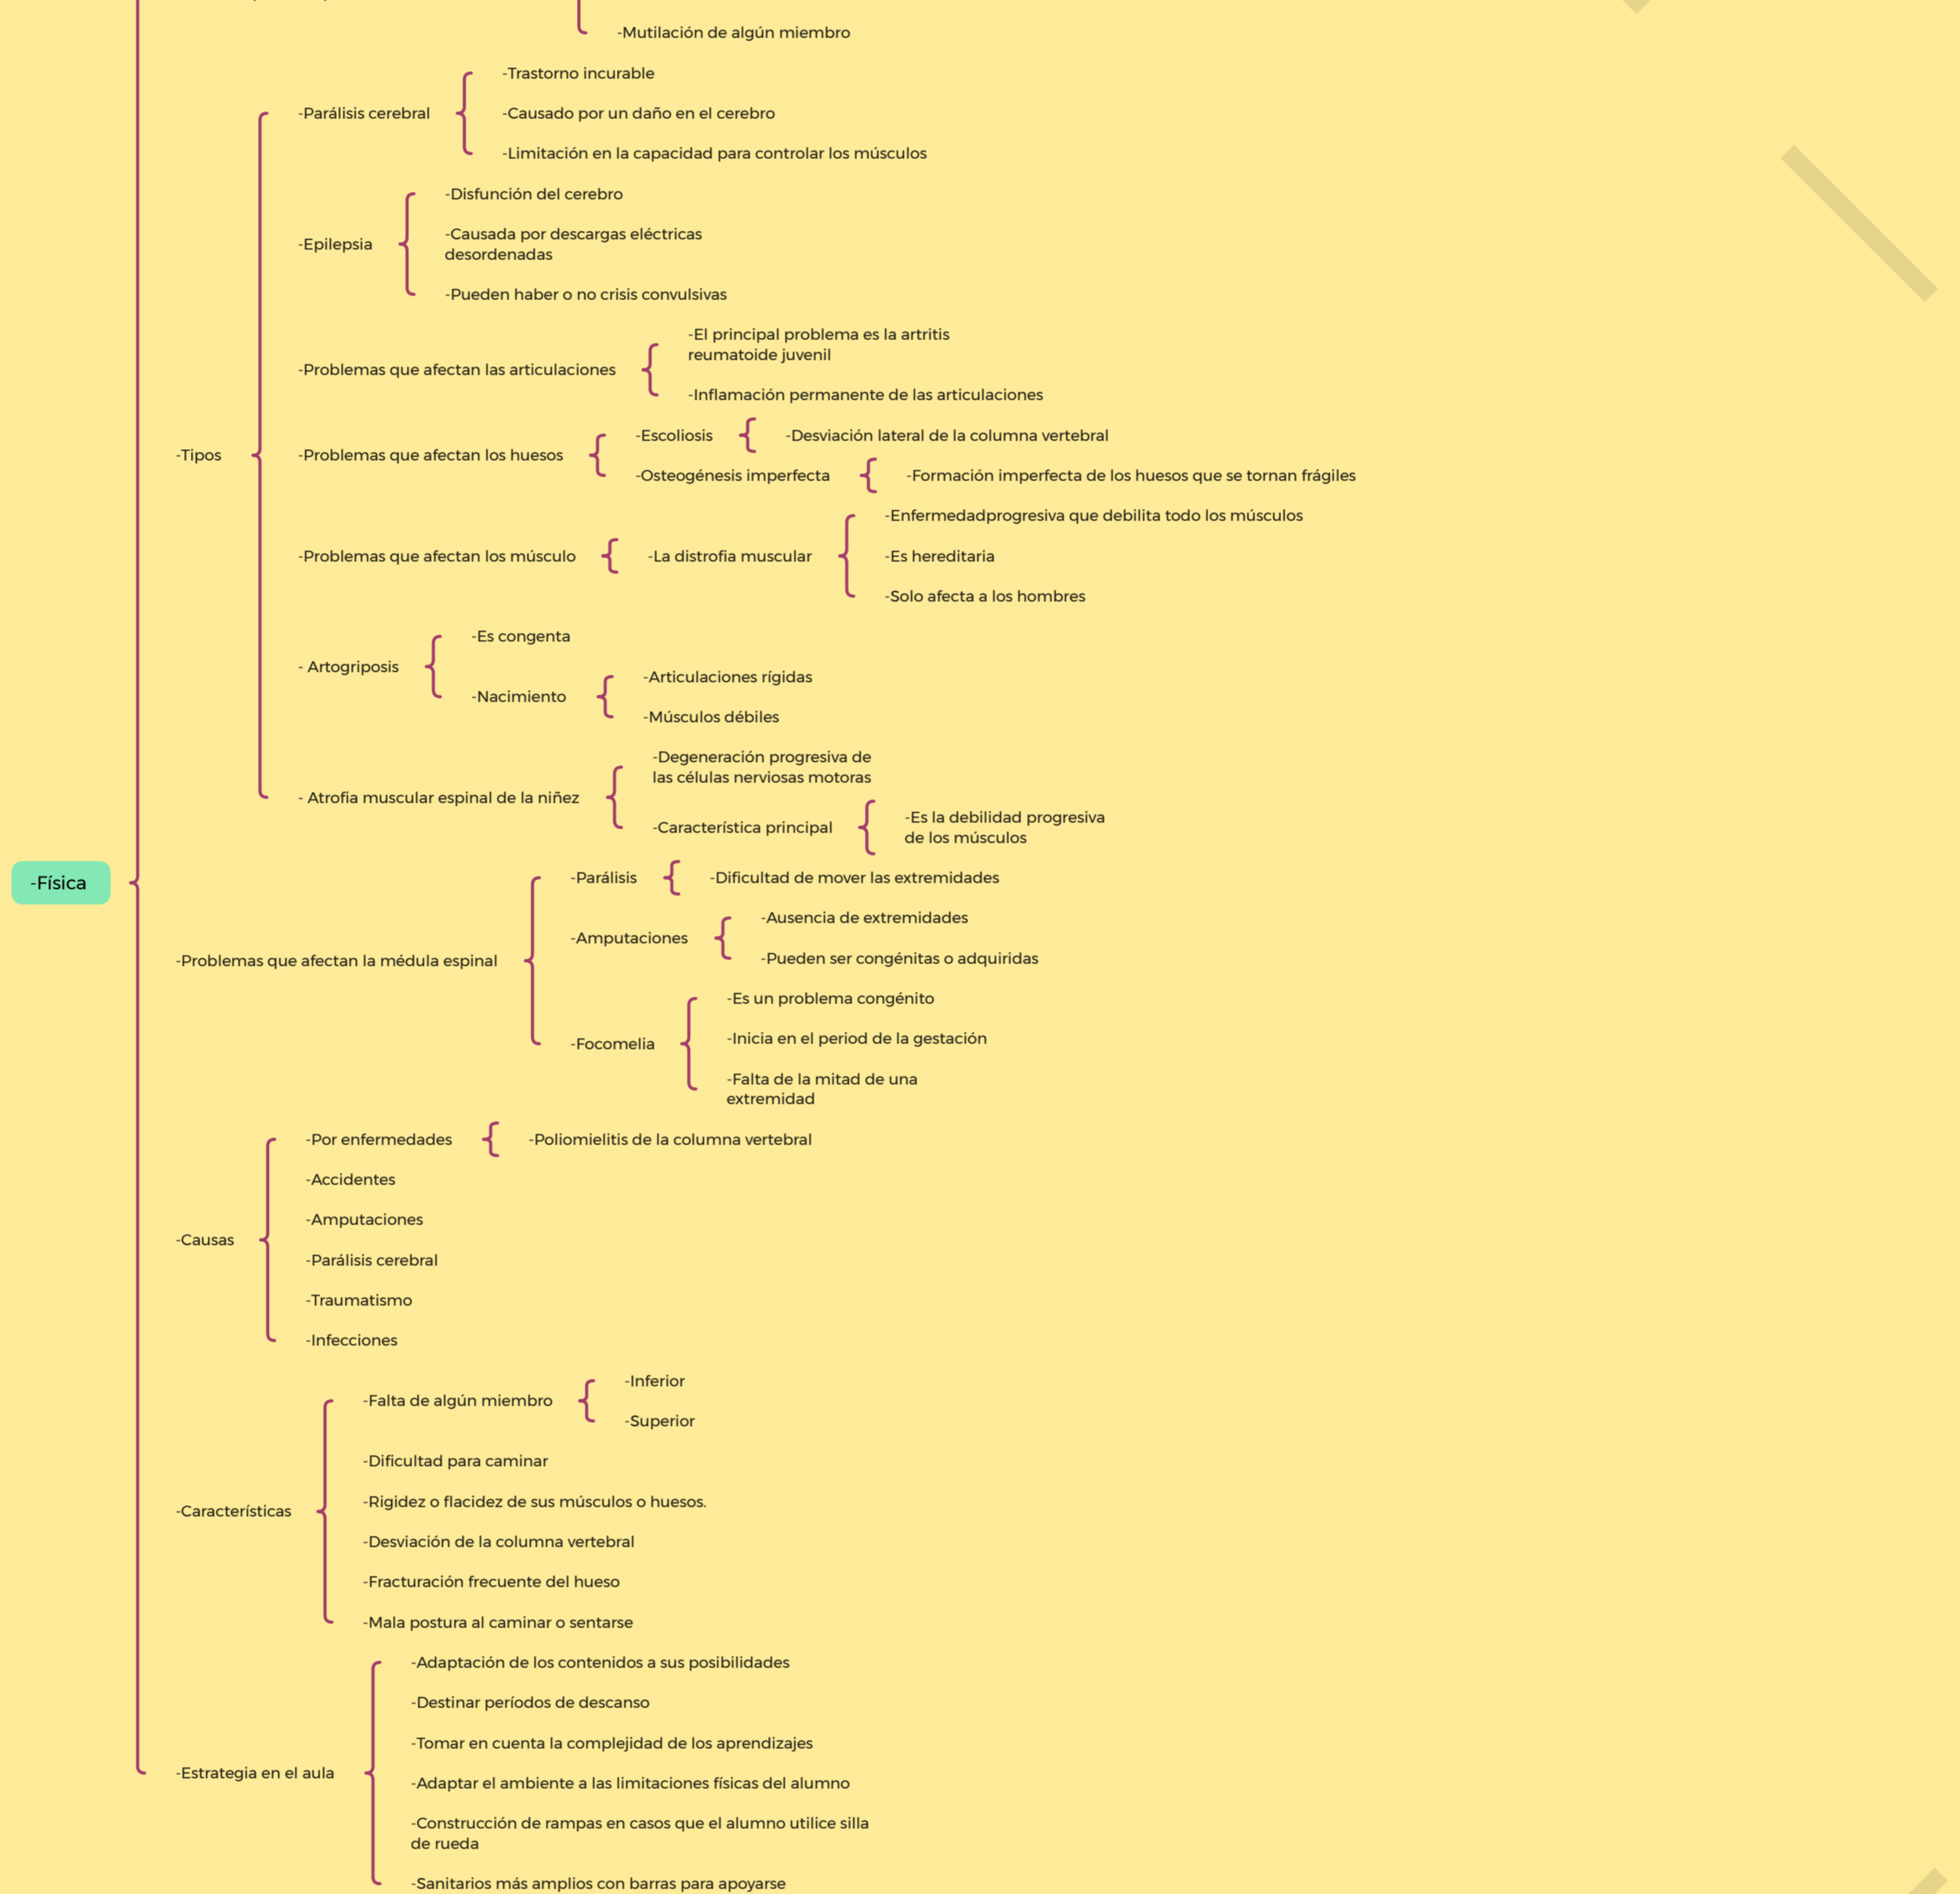 -Mutilación de algún miembro
-Trastorno incurable
-Parálisis cerebral
-Causado por un daño en el cerebro
-Limitación en la capacidad para controlar los músculos
-Disfunción del cerebro
-Epilepsia
-Causada por descargas eléctricas
desordenadas
-Pueden haber o no crisis convulsivas
-Problemas que afectan las articulaciones
-El principal problema es la artritis
reumatoide juvenil
-Inflamación permanente de las articulaciones
-Tipos
-Problemas que afectan los huesos
-Escoliosis
-Desviación lateral de la columna vertebral
-Osteogénesis imperfecta
-Formación imperfecta de los huesos que se tornan frágiles
-Problemas que afectan los músculo
-La distrofia muscular
-Enfermedadprogresiva que debilita todo los músculos
-Es hereditaria
-Solo afecta a los hombres
- Artogriposis
-Es congenta
-Nacimiento
-Articulaciones rígidas
-Músculos débiles
- Atrofia muscular espinal de la niñez
-Degeneración progresiva de
las células nerviosas motoras
-Característica principal
-Es la debilidad progresiva
de los músculos
-Física
-Problemas que afectan la médula espinal
-Parálisis
-Dificultad de mover las extremidades
-Amputaciones
-Ausencia de extremidades
-Pueden ser congénitas o adquiridas
-Focomelia
-Es un problema congénito
-Inicia en el period de la gestación
-Falta de la mitad de una
extremidad
-Causas
-Por enfermedades
-Poliomielitis de la columna vertebral
-Accidentes
-Amputaciones
-Parálisis cerebral
-Traumatismo
-Infecciones
-Características
-Falta de algún miembro
-Inferior
-Superior
-Dificultad para caminar
-Rigidez o flacidez de sus músculos o huesos.
-Desviación de la columna vertebral
-Fracturación frecuente del hueso
-Mala postura al caminar o sentarse
-Estrategia en el aula
-Adaptación de los contenidos a sus posibilidades
-Destinar períodos de descanso
-Tomar en cuenta la complejidad de los aprendizajes
-Adaptar el ambiente a las limitaciones físicas del alumno
-Construcción de rampas en casos que el alumno utilice silla
de rueda
-Sanitarios más amplios con barras para apoyarse